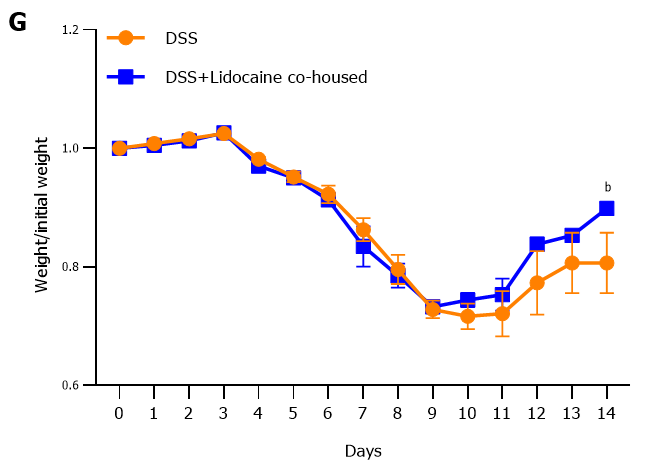 G
1.2
1.0
0.8
0.6
Weight/initial weight
DSS
DSS+Lidocaine co-housed
b
0 1 2 3 4 5 6 7 8 9 10 11 12 13 14
Days